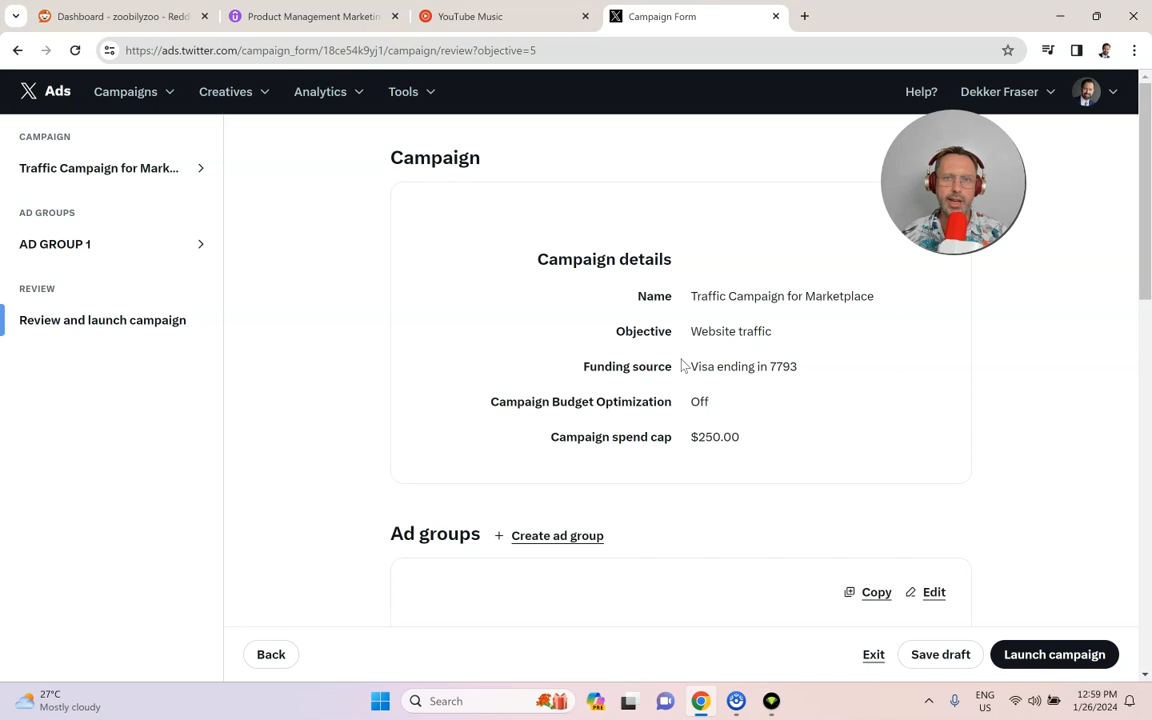 Dashboard - zoobilyzoo - Redd
Product Management Marketin
YouTube Music
Campaign Form
https://ads.twitter.com/campaign_form/18ce54k9yj1/campaign/review?objective=5
X Ads
Campaigns
Creatives
Analytics
Tools
Help?
Dekker Fraser
CAMPAIGN
Traffic Campaign for Mark...
AD GROUPS
AD GROUP 1
REVIEW
Review and launch campaign
Campaign
Campaign details
Name Traffic Campaign for Marketplace
Objective Website traffic
Funding source Visa ending in 7793
Campaign Budget Optimization Off
Campaign spend cap $250.00
Ad groups + Create ad group
Copy Edit
Back
Exit
Save draft
Launch campaign
27°C
Mostly cloudy
Search
PRE
ENG
US
12:59 PM
1/26/2024